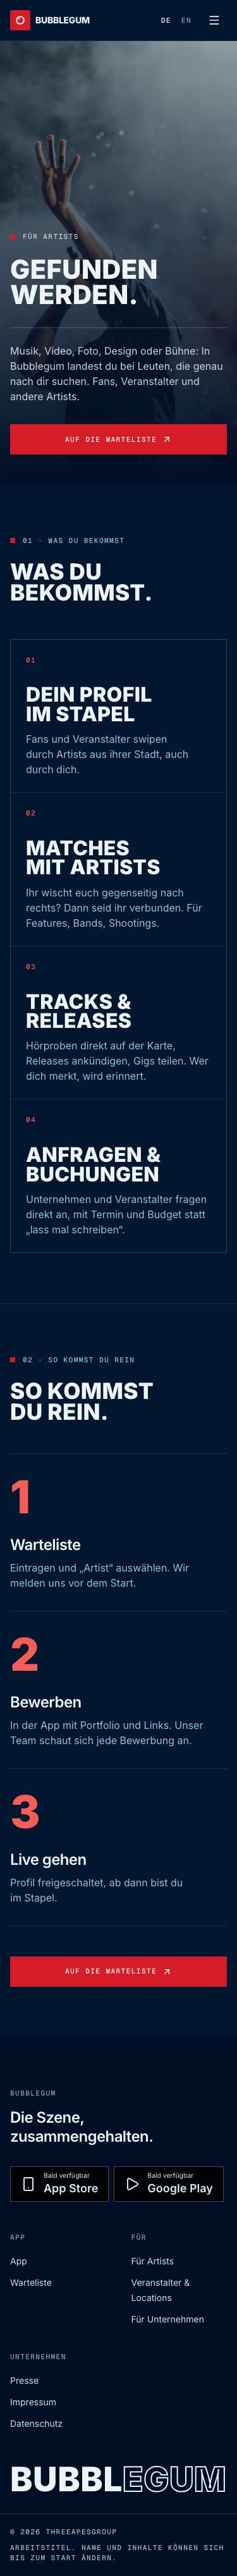 BUBBLEGUM
DE EN
FÜR ARTISTS
GEFUNDEN
WERDEN.
Musik, Video, Foto, Design oder Bühne: In
Bubblegum landest du bei Leuten, die genau
nach dir suchen. Fans, Veranstalter und
andere Artists.
AUF DIE WARTELISTE
01 · WAS DU BEKOMMST
WAS DU
BEKOMMST.
01
DEIN PROFIL
IM STAPEL
Fans und Veranstalter swipen
durch Artists aus ihrer Stadt, auch
durch dich.
02
MATCHES
MIT ARTISTS
Ihr wischt euch gegenseitig nach
rechts? Dann seid ihr verbunden. Für
Features, Bands, Shootings.
03
TRACKS &
RELEASES
Hörproben direkt auf der Karte,
Releases ankündigen, Gigs teilen. Wer
dich merkt, wird erinnert.
04
ANFRAGEN &
BUCHUNGEN
Unternehmen und Veranstalter fragen
direkt an, mit Termin und Budget statt
„lass mal schreiben“.
02 · SO KOMMST DU REIN
SO KOMMST
DU REIN.
1
Warteliste
Eintragen und „Artist“ auswählen. Wir
melden uns vor dem Start.
2
Bewerben
In der App mit Portfolio und Links. Unser
Team schaut sich jede Bewerbung an.
3
Live gehen
Profil freigeschaltet, ab dann bist du
im Stapel.
AUF DIE WARTELISTE
BUBBLEGUM
Die Szene,
zusammengehalten.
Bald verfügbar
App Store
Bald verfügbar
Google Play
APP
App
Warteliste
FÜR
Für Artists
Veranstalter &
Locations
Für Unternehmen
UNTERNEHMEN
Presse
Impressum
Datenschutz
BUBBLEGUM
© 2026 THREEAPESGROUP
ARBEITSTITEL. NAME UND INHALTE KÖNNEN SICH
BIS ZUM START ÄNDERN.